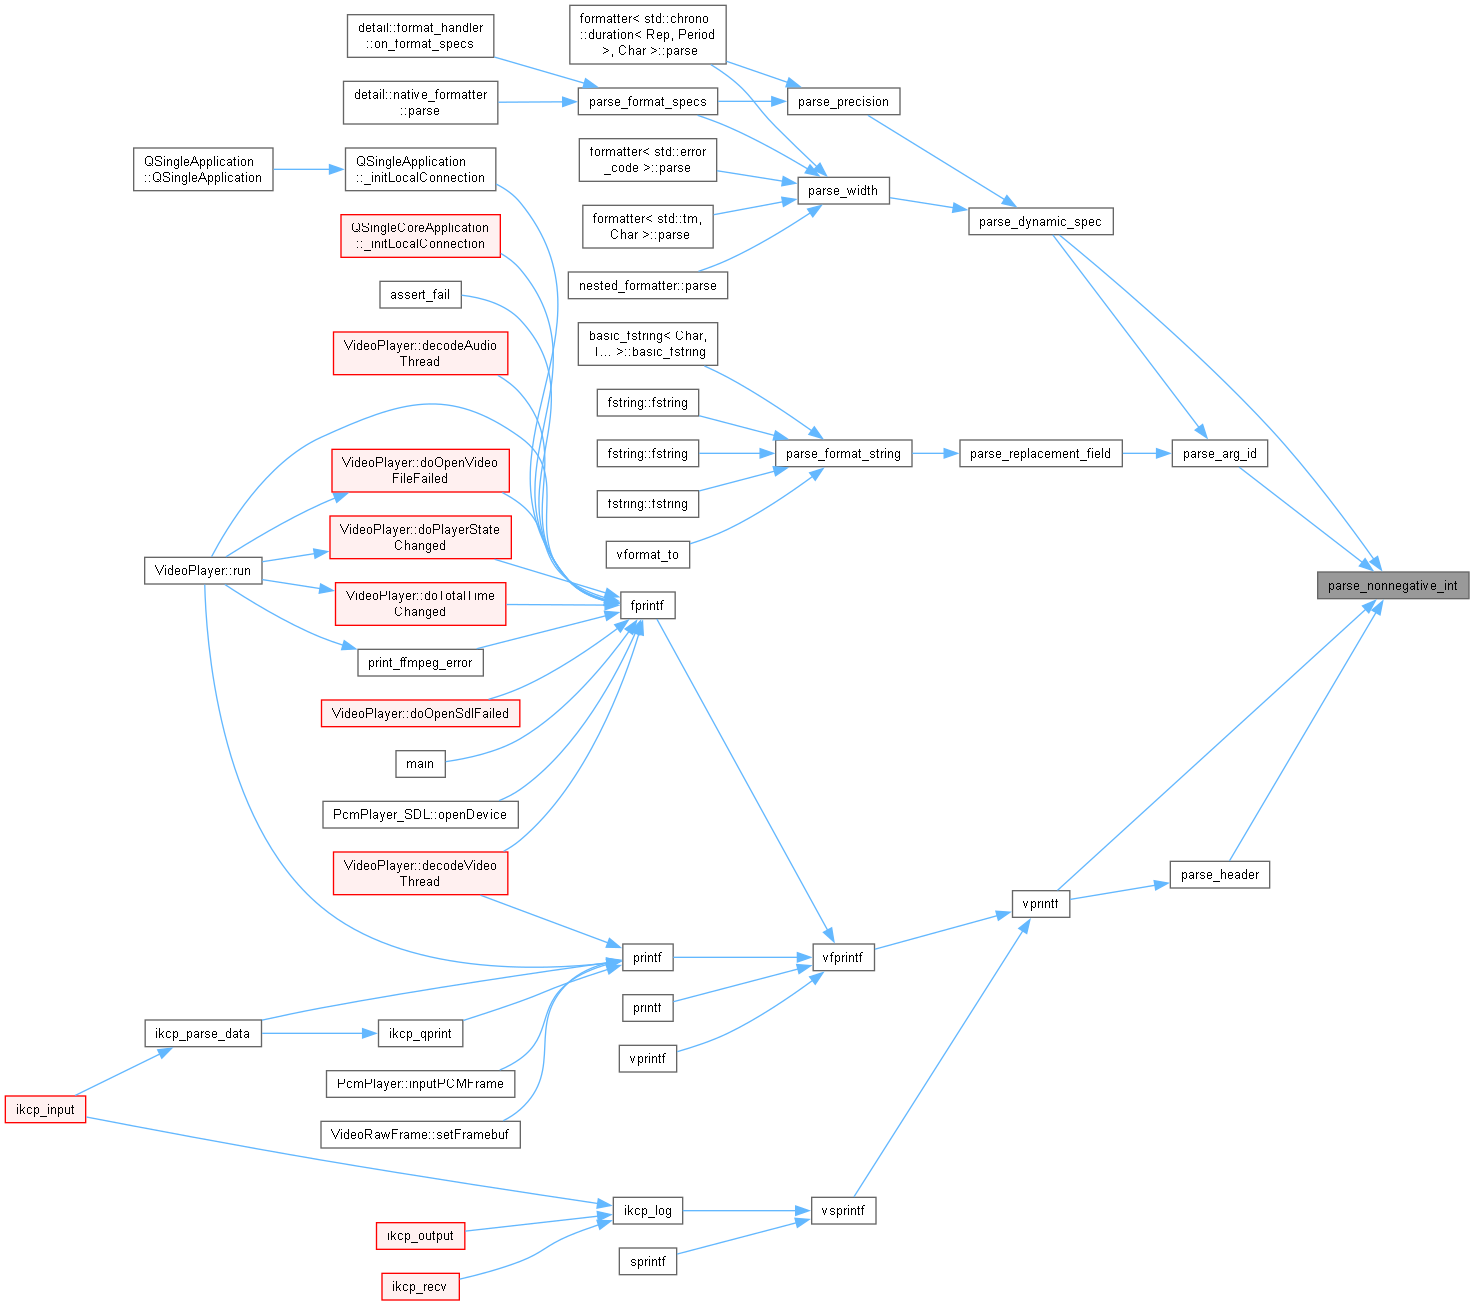 formatter< std::chrono
::duration< Rep, Period
>, Char >::parse
detail::format_handler
::on_format_specs
detail::native_formatter
::parse
parse_format_specs
parse_precision
QSingleApplication
::QSingleApplication
QSingleApplication
::_initLocalConnection
formatter< std::error
_code >::parse
parse_width
formatter< std::tm,
Char >::parse
parse_dynamic_spec
QSingleCoreApplication
::_initLocalConnection
nested_formatter::parse
assert_fail
VideoPlayer::decodeAudio
Thread
basic_fstring< Char,
T... >::basic_fstring
fstring::fstring
fstring::fstring
parse_format_string
parse_replacement_field
parse_arg_id
fstring::fstring
vformat_to
VideoPlayer::doOpenVideo
FileFailed
VideoPlayer::doPlayerState
Changed
VideoPlayer::run
VideoPlayer::doTotalTime
Changed
fprintf
parse_nonnegative_int
print_ffmpeg_error
VideoPlayer::doOpenSdlFailed
main
PcmPlayer_SDL::openDevice
VideoPlayer::decodeVideo
Thread
parse_header
vprintf
printf
vfprintf
printf
vprintf
ikcp_parse_data
ikcp_qprint
PcmPlayer::inputPCMFrame
ikcp_input
VideoRawFrame::setFramebuf
ikcp_log
vsprintf
ikcp_output
sprintf
ikcp_recv